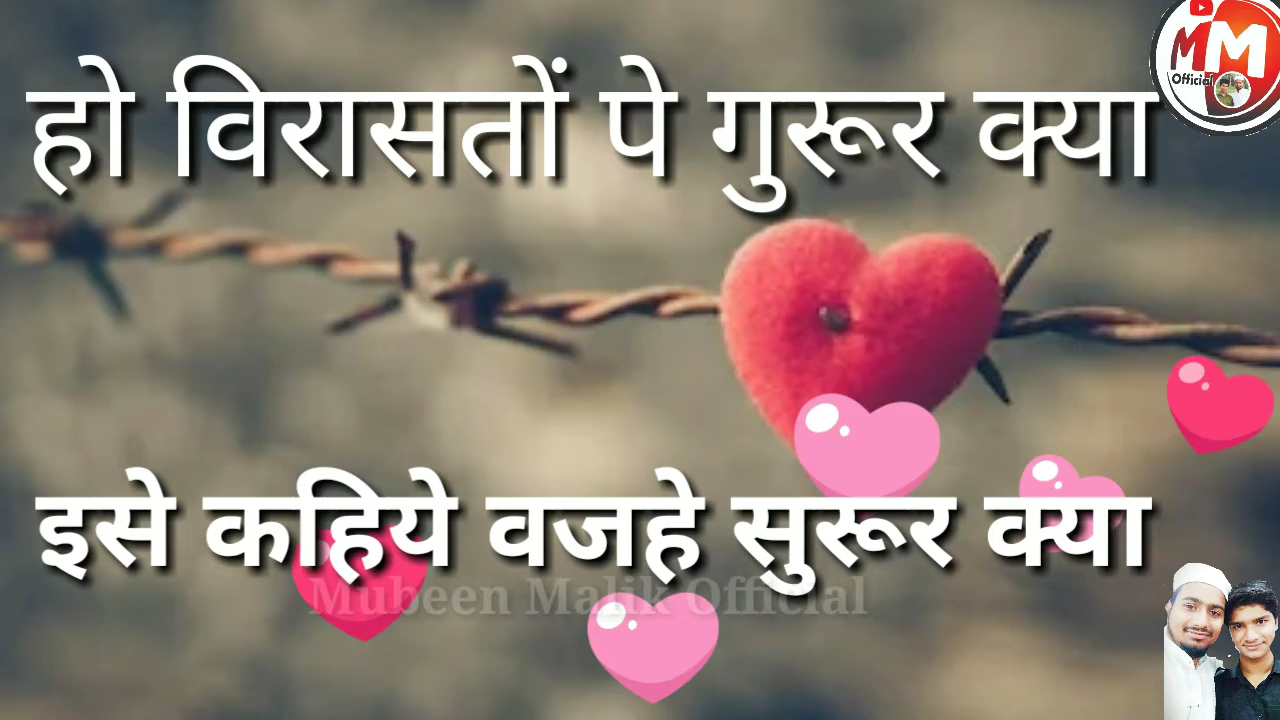 हो विरासतों पे गुरूर क्या
MM
Official
इसे कहिये वजहे सुरूर क्या
Mubeen Malik Official